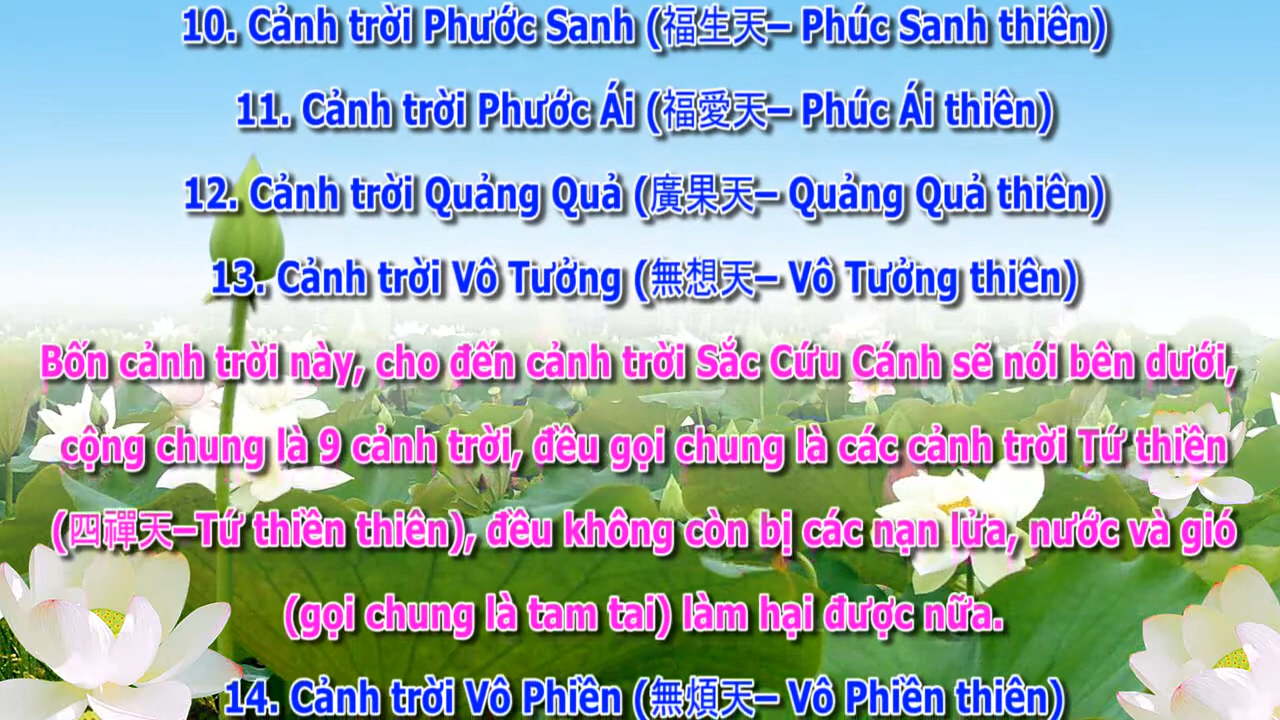 10. Cảnh trời Phước Sanh (福生天– Phúc Sanh thiên)
11. Cảnh trời Phước Ái (福愛天– Phúc Ái thiên)
12. Cảnh trời Quảng Quả (廣果天– Quảng Quả thiên)
13. Cảnh trời Vô Tưởng (無想天– Vô Tưởng thiên)
Bốn cảnh trời này, cho đến cảnh trời Sắc Cứu Cánh sẽ nói bên dưới,
cộng chung là 9 cảnh trời, đều gọi chung là các cảnh trời Tứ thiền
(四禪天–Tứ thiền thiên), đều không còn bị các nạn lửa, nước và gió
(gọi chung là tam tai) làm hại được nữa.
14. Cảnh trời Vô Phiền (無煩天– Vô Phiền thiên)